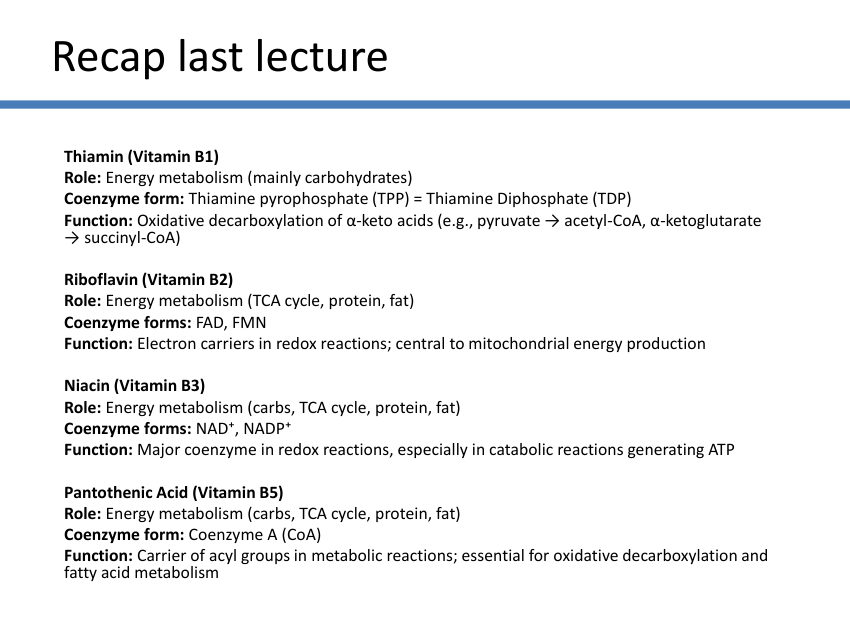 Recap last lecture
Thiamin (Vitamin B1)
Role: Energy metabolism (mainly carbohydrates)
Coenzyme form: Thiamine pyrophosphate (TPP) = Thiamine Diphosphate (TDP)
Function: Oxidative decarboxylation of α-keto acids (e.g., pyruvate → acetyl-CoA, α-ketoglutarate
→ succinyl-CoA)
Riboflavin (Vitamin B2)
Role: Energy metabolism (TCA cycle, protein, fat)
Coenzyme forms: FAD, FMN
Function: Electron carriers in redox reactions; central to mitochondrial energy production
Niacin (Vitamin B3)
Role: Energy metabolism (carbs, TCA cycle, protein, fat)
Coenzyme forms: NAD⁺, NADP⁺
Function: Major coenzyme in redox reactions, especially in catabolic reactions generating ATP
Pantothenic Acid (Vitamin B5)
Role: Energy metabolism (carbs, TCA cycle, protein, fat)
Coenzyme form: Coenzyme A (CoA)
Function: Carrier of acyl groups in metabolic reactions; essential for oxidative decarboxylation and
fatty acid metabolism